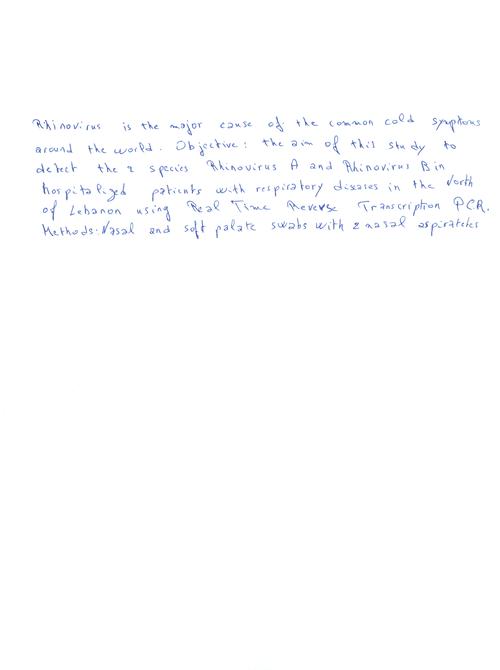 Rhinovirus is the major cause of the common cold symptoms
around the world. Objective: the aim of this study to
detect the 2 species Rhinovirus A and Rhinovirus B in
hospitalized patients with respiratory diseases in the North
of Lebanon using Real Time Reverse Transcription PCR.
Methods: Nasal and soft palate swabs with 2 nasal aspirates